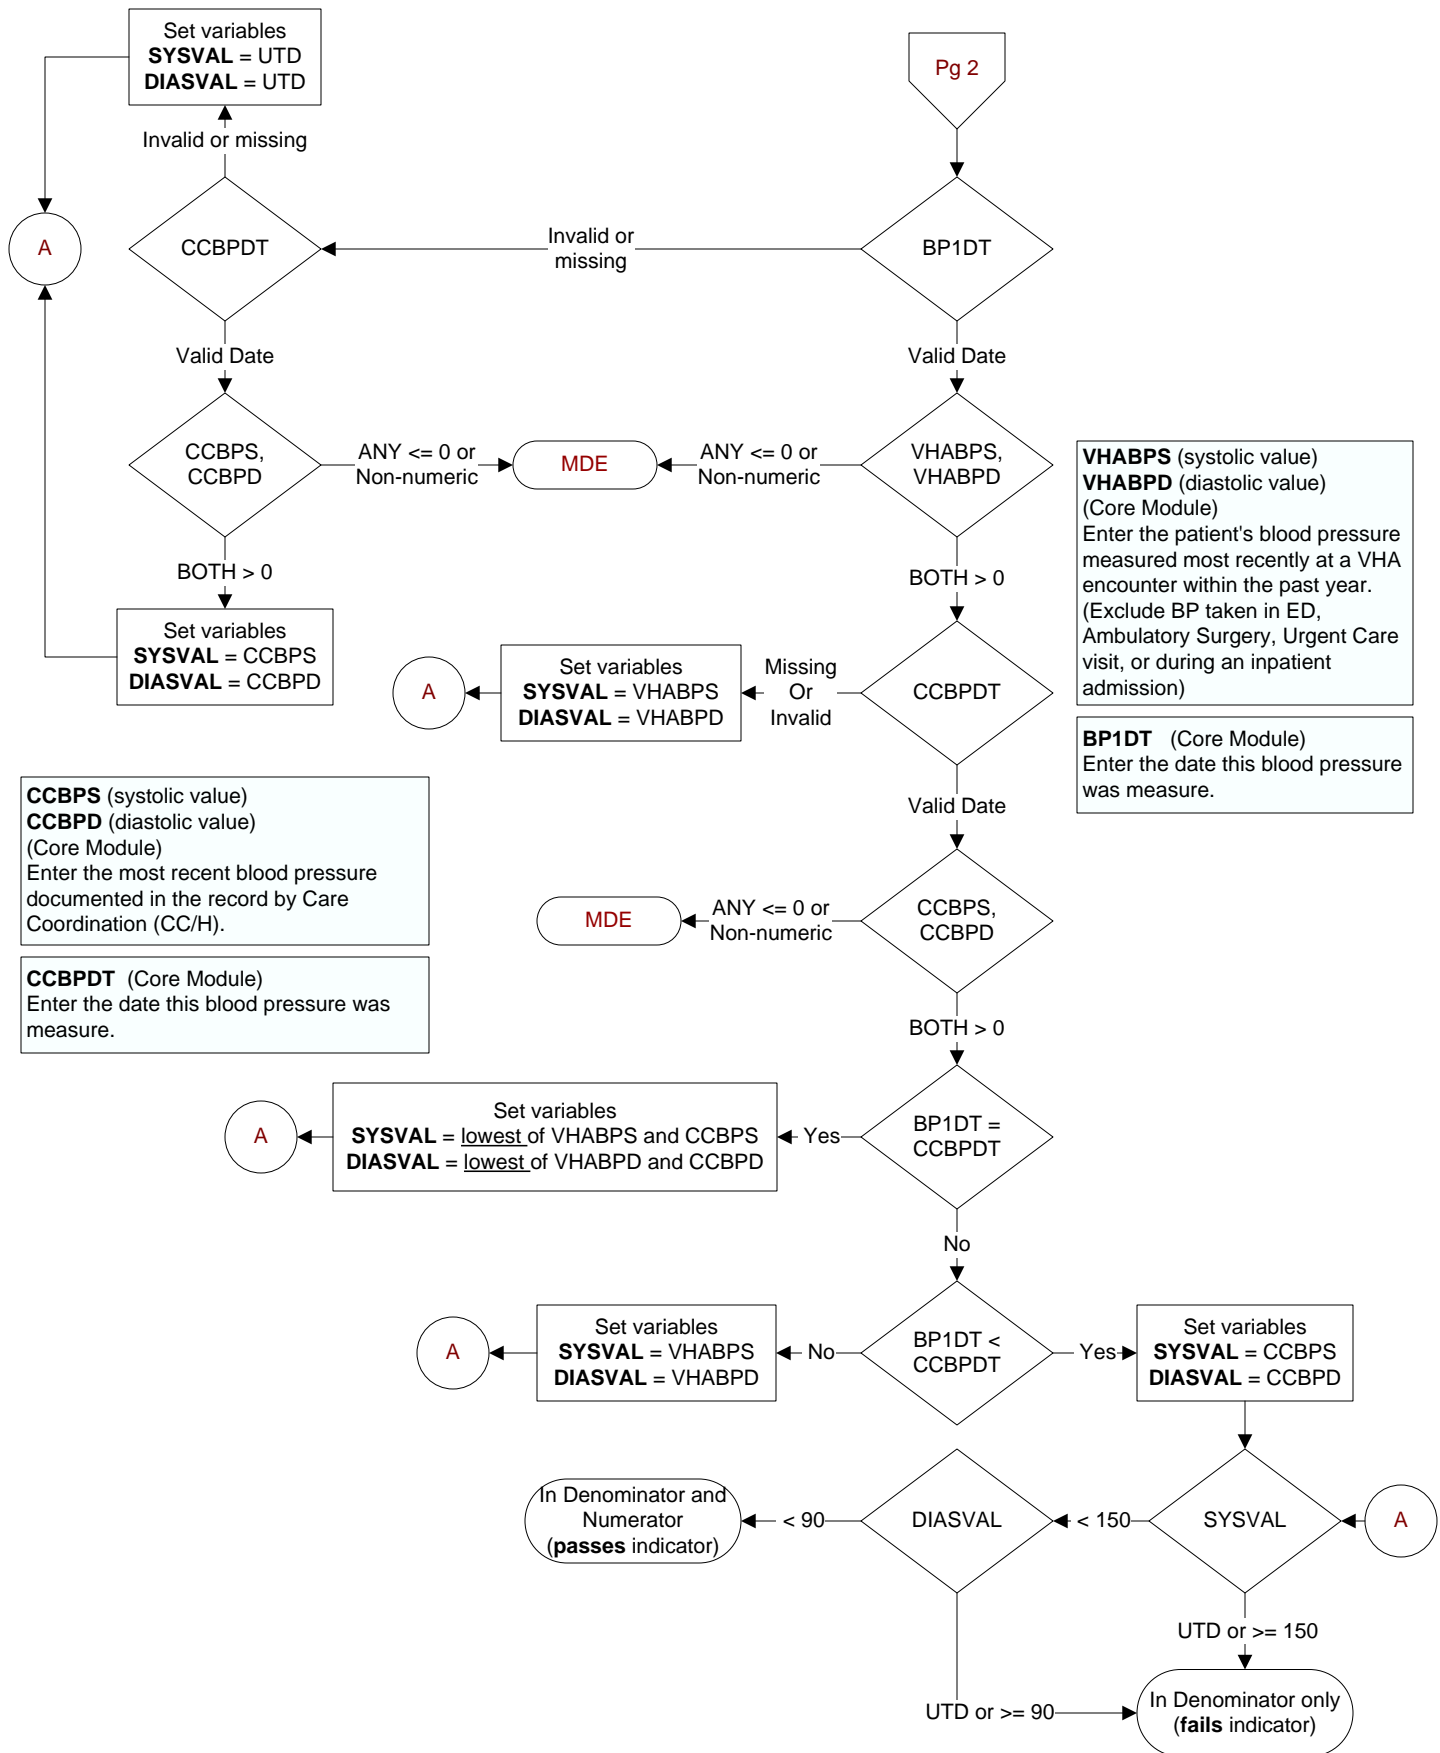 Set variables
SYSVAL = UTD
DIASVAL = UTD
Pg 2
Invalid or missing
A
CCBPDT
Invalid or
missing
BP1DT
Valid Date
Valid Date
CCBPS,
CCBPD
ANY <= 0 or
Non-numeric
MDE
ANY <= 0 or
Non-numeric
VHABPS,
VHABPD
VHABPS (systolic value)
VHABPD (diastolic value)
(Core Module)
Enter the patient's blood pressure
measured most recently at a VHA
encounter within the past year.
(Exclude BP taken in ED,
Ambulatory Surgery, Urgent Care
visit, or during an inpatient
admission)
BOTH > 0
BOTH > 0
Set variables
SYSVAL = CCBPS
DIASVAL = CCBPD
A
Set variables
SYSVAL = VHABPS
DIASVAL = VHABPD
Missing
Or
Invalid
CCBPDT
BP1DT (Core Module)
Enter the date this blood pressure
was measure.
CCBPS (systolic value)
CCBPD (diastolic value)
(Core Module)
Enter the most recent blood pressure
documented in the record by Care
Coordination (CC/H).
Valid Date
MDE
ANY <= 0 or
Non-numeric
CCBPS,
CCBPD
CCBPDT (Core Module)
Enter the date this blood pressure was
measure.
BOTH > 0
A
Set variables
SYSVAL = lowest of VHABPS and CCBPS
DIASVAL = lowest of VHABPD and CCBPD
Yes
BP1DT =
CCBPDT
No
A
Set variables
SYSVAL = VHABPS
DIASVAL = VHABPD
No
BP1DT <
CCBPDT
Yes
Set variables
SYSVAL = CCBPS
DIASVAL = CCBPD
In Denominator and
Numerator
(passes indicator)
< 90
DIASVAL
< 150
SYSVAL
A
UTD or >= 150
UTD or >= 90
In Denominator only
(fails indicator)